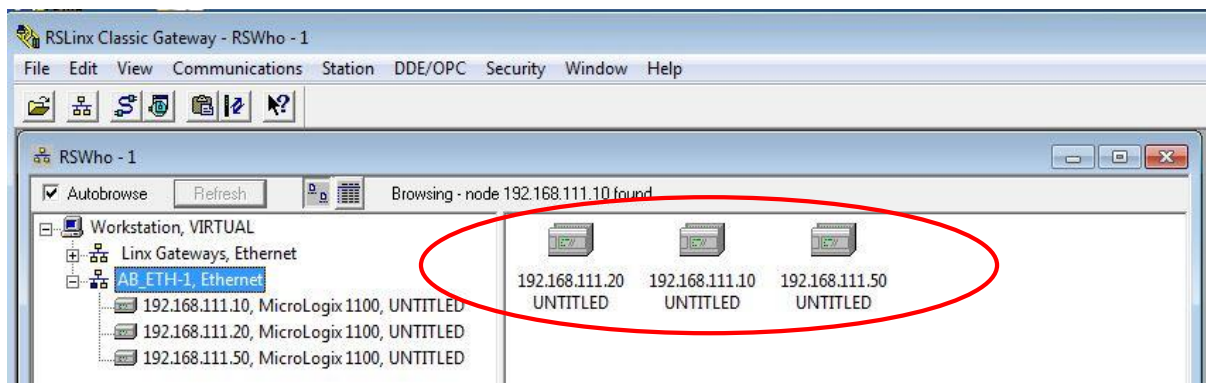 RSLinx Classic Gateway - RSWho - 1
File Edit View Communications Station DDE/OPC Security Window Help
RSWho - 1
Autobrowse Refresh Browsing - node 192.168.111.10 found
Workstation, VIRTUAL
Linx Gateways, Ethernet
AB_ETH-1, Ethernet
192.168.111.10, MicroLogix 1100, UNTITLED
192.168.111.20, MicroLogix 1100, UNTITLED
192.168.111.50, MicroLogix 1100, UNTITLED
192.168.111.20 192.168.111.10 192.168.111.50
UNTITLED UNTITLED UNTITLED